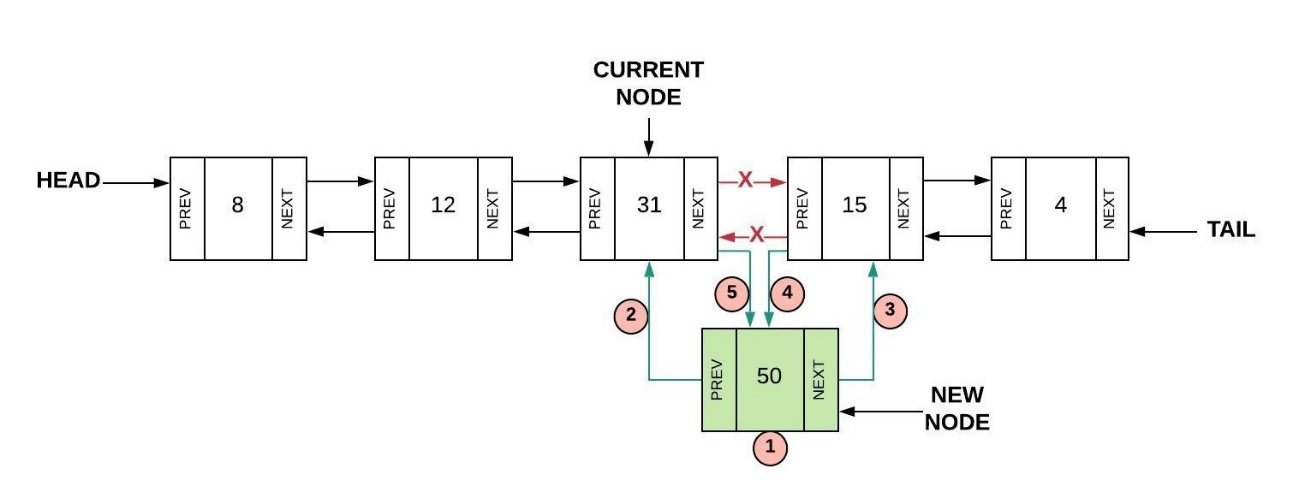 CURRENT
NODE
HEAD
PREV
8
NEXT
PREV
12
NEXT
PREV
31
NEXT
X
X
PREV
15
NEXT
PREV
4
NEXT
TAIL
2
5
4
3
PREV
50
NEXT
1
NEW
NODE